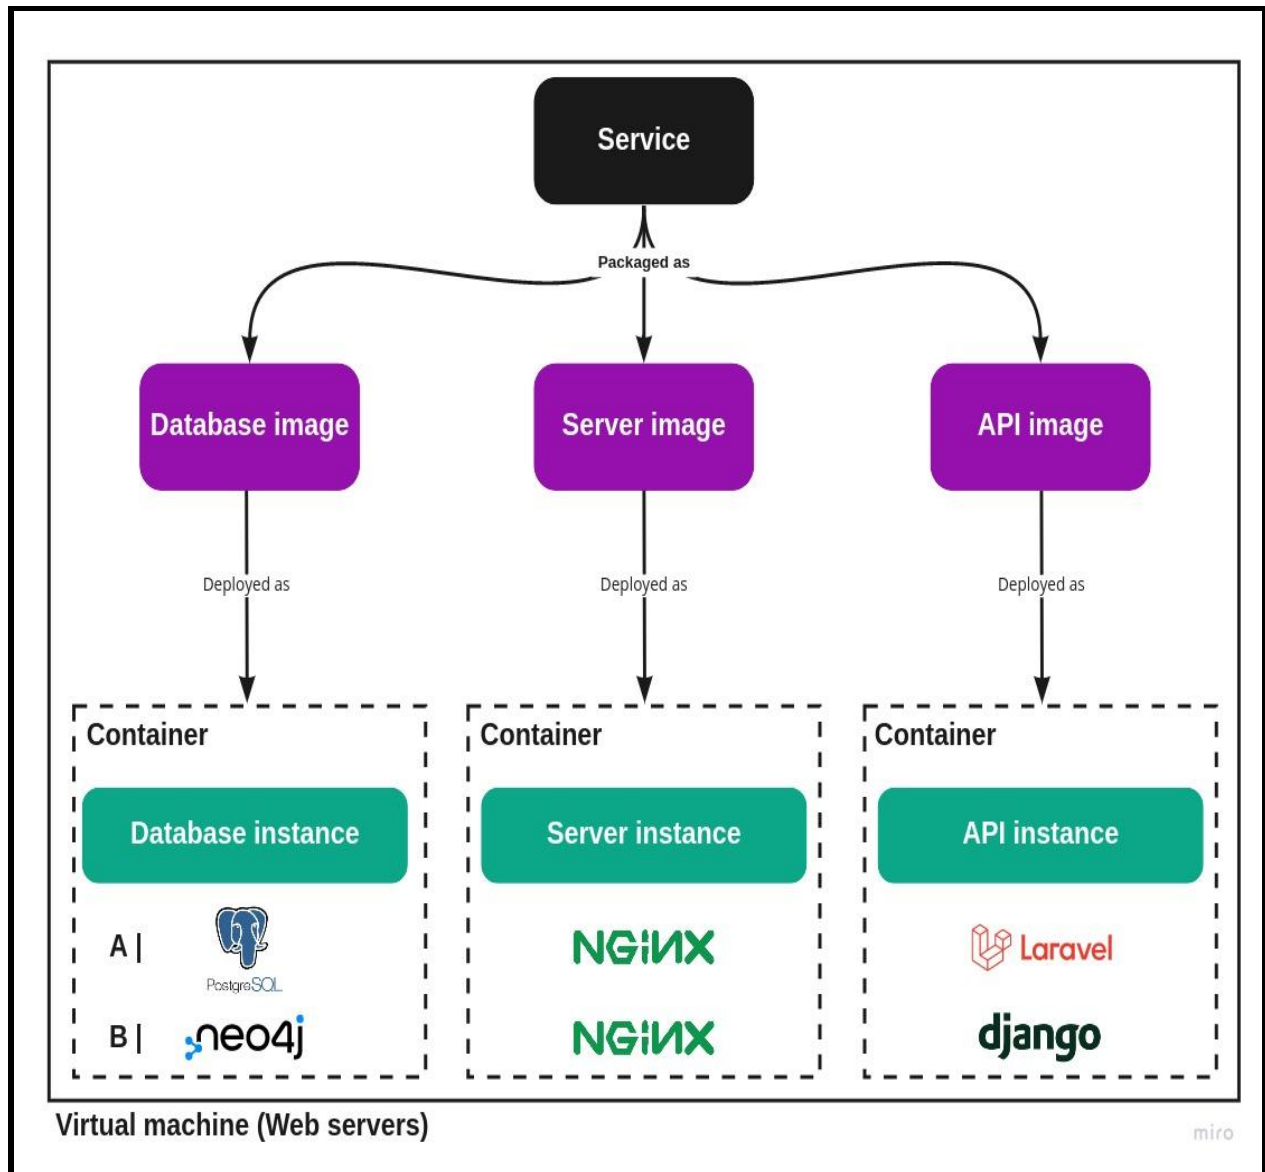 Service
Packaged as
Database image
Server image
API image
Deployed as
Deployed as
Deployed as
Container
Container
Container
Database instance
Server instance
API instance
A |
PostgreSQL
NGINX
Laravel
B |
neo4j
NGINX
django
Virtual machine (Web servers)
miro